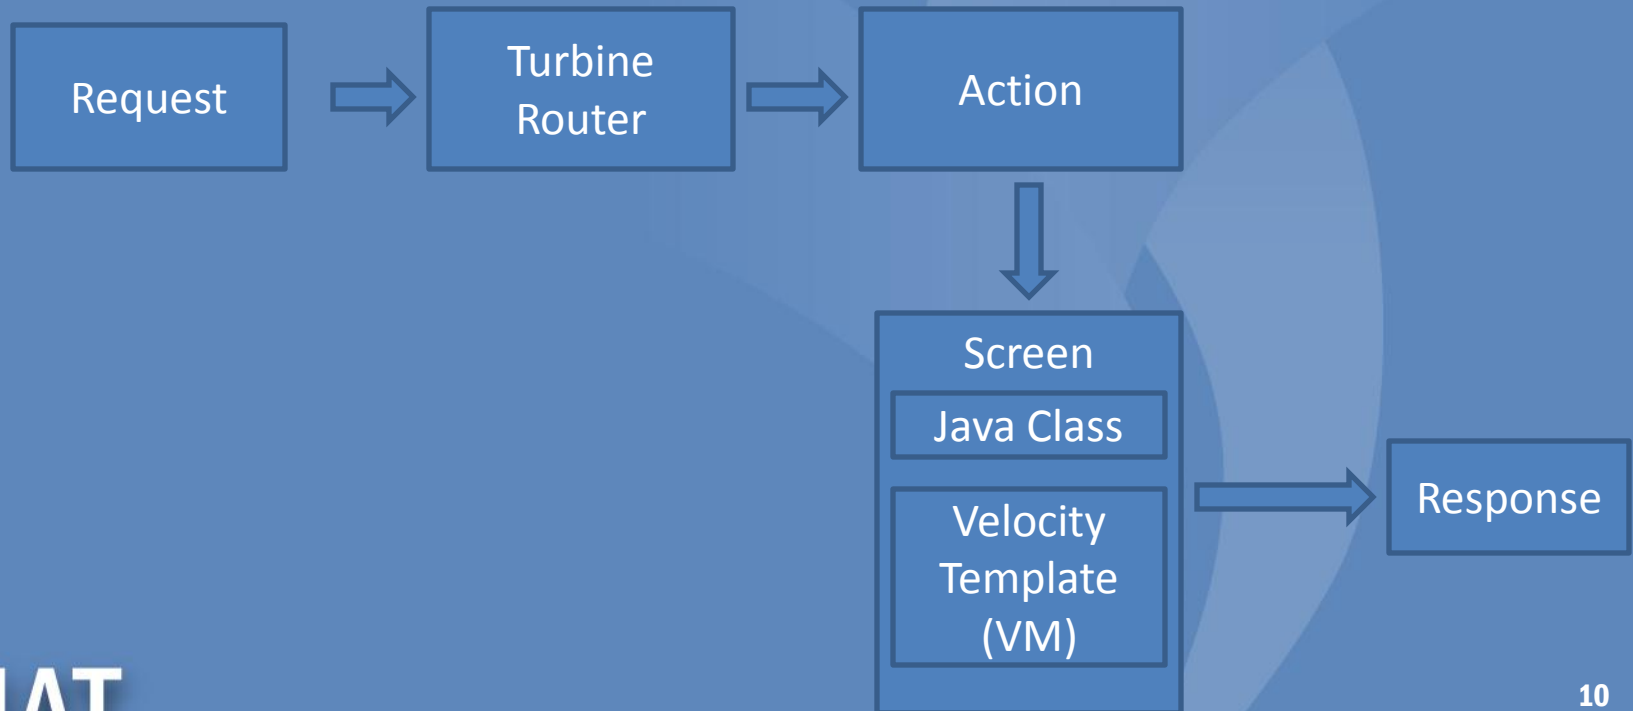 Request
Turbine
Router
Action
Screen
Java Class
Velocity
Template
(VM)
Response
10